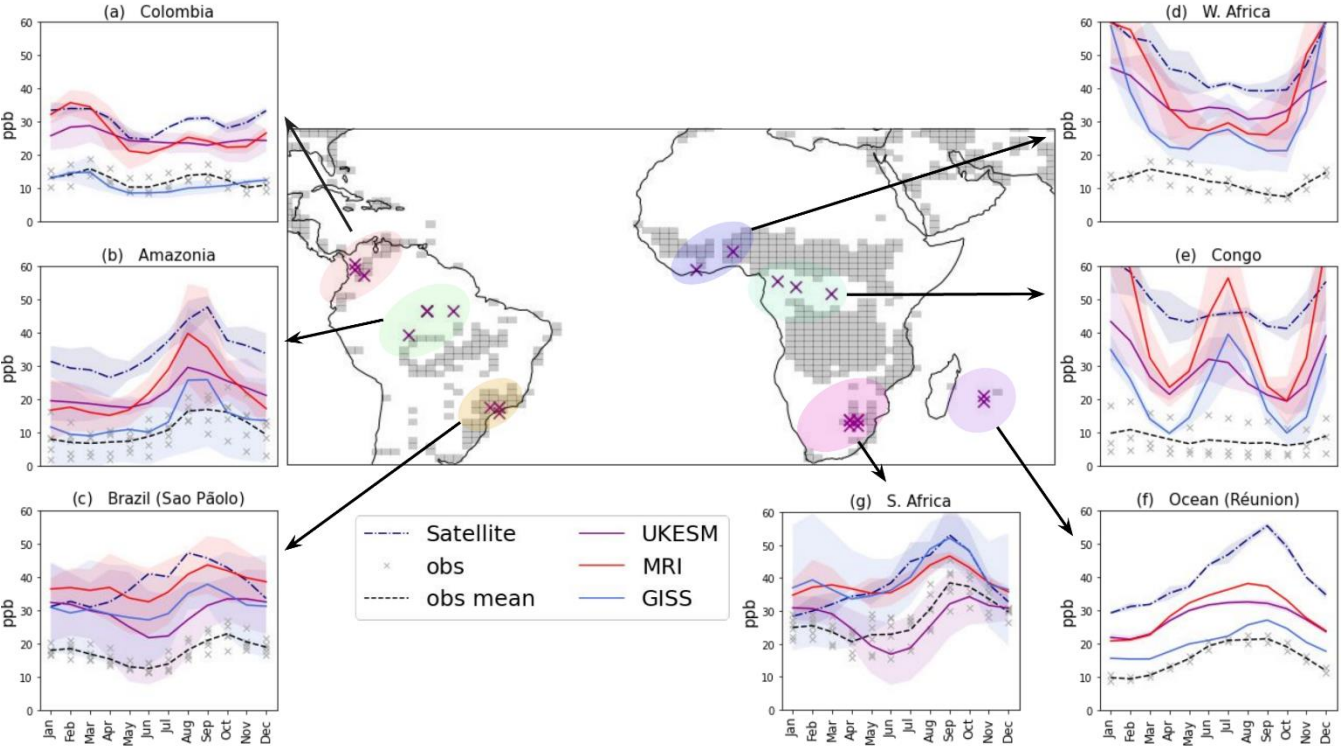 (a) Colombia
60
50
40
30
20
10
0
ppb
(b) Amazonia
60
50
40
30
20
10
0
ppb
(c) Brazil (Sao Pãolo)
60
50
40
30
20
10
0
ppb
Jan
Feb
Mar
Apr
May
Jun
Jul
Aug
Sep
Oct
Nov
Dec
Satellite
obs
obs mean
UKESM
MRI
GISS
(d) W. Africa
60
50
40
30
20
10
0
ppb
(e) Congo
60
50
40
30
20
10
0
ppb
(g) S. Africa
60
50
40
30
20
10
0
ppb
Jan
Feb
Mar
Apr
May
Jun
Jul
Aug
Sep
Oct
Nov
Dec
(f) Ocean (Réunion)
60
50
40
30
20
10
0
ppb
Jan
Feb
Mar
Apr
May
Jun
Jul
Aug
Sep
Oct
Nov
Dec